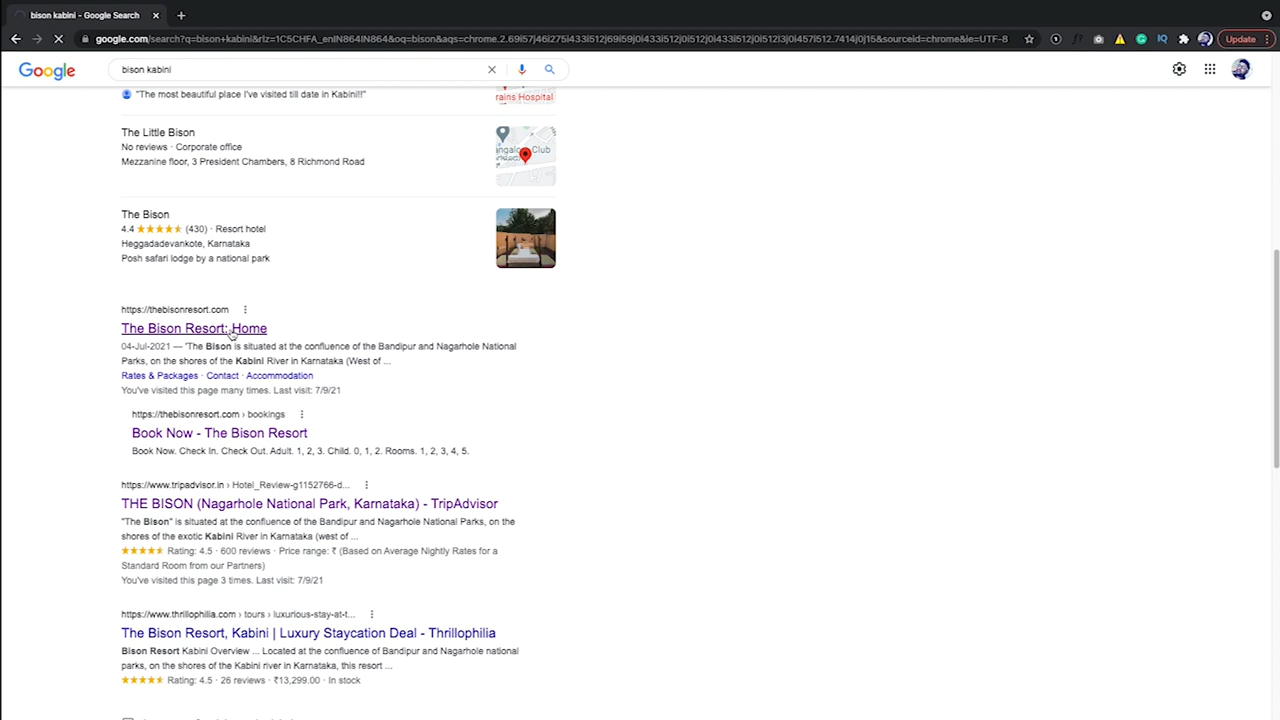 bison kabini - Google Search
google.com/search?q=bison+kabini&rlz=1C5CHFA_enIN864IN864&oq=bison&aqs=chrome.2.69i57j46i275i433i512j69i59j0i433i512j0i512j0i433i512j0i512j0i512l3j0i457i512.7414j0j15&sourceid=chrome&ie=UTF-8
Update
Google
bison kabini
"The most beautiful place I've visited till date in Kabini!!"
rains Hospital
The Little Bison
No reviews · Corporate office
Mezzanine floor, 3 President Chambers, 8 Richmond Road
Club
The Bison
4.4 (430) · Resort hotel
Heggadadevankote, Karnataka
Posh safari lodge by a national park
https://thebisonresort.com
The Bison Resort: Home
04-Jul-2021 — 'The Bison is situated at the confluence of the Bandipur and Nagarhole National
Parks, on the shores of the Kabini River in Karnataka (West of ...
Rates & Packages · Contact · Accommodation
You've visited this page many times. Last visit: 7/9/21
https://thebisonresort.com › bookings
Book Now - The Bison Resort
Book Now. Check In. Check Out. Adult. 1, 2, 3. Child. 0, 1, 2. Rooms. 1, 2, 3, 4, 5.
https://www.tripadvisor.in › Hotel_Review-g1152766-d...
THE BISON (Nagarhole National Park, Karnataka) - TripAdvisor
"The Bison" is situated at the confluence of the Bandipur and Nagarhole National Parks, on the
shores of the exotic Kabini River in Karnataka (west of ...
Rating: 4.5 · 600 reviews · Price range: ₹ (Based on Average Nightly Rates for a
Standard Room from our Partners)
You've visited this page 3 times. Last visit: 7/9/21
https://www.thrillophilia.com › tours › luxurious-stay-at-t...
The Bison Resort, Kabini | Luxury Staycation Deal - Thrillophilia
Bison Resort Kabini Overview ... Located at the confluence of Bandipur and Nagarhole national
parks, on the shores of the Kabini river in Karnataka, this resort ...
Rating: 4.5 · 26 reviews · ₹13,299.00 · In stock